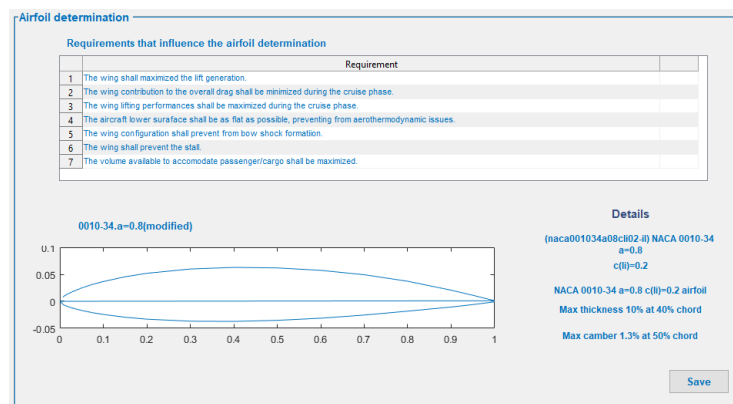 Airfoil determination
Requirements that influence the airfoil determination
Requirement
1 The wing shall maximized the lift generation.
2 The wing contribution to the overall drag shall be minimized during the cruise phase.
3 The wing lifting performances shall be maximized during the cruise phase.
4 The aircraft lower suraface shall be as flat as possible, preventing from aerothermodynamic issues.
5 The wing configuration shall prevent from bow shock formation.
6 The wing shall prevent the stall.
7 The volume available to accomodate passenger/cargo shall be maximized.
0010-34.a=0.8(modified)
0.1
0.05
0
-0.05
0 0.1 0.2 0.3 0.4 0.5 0.6 0.7 0.8 0.9 1
Details
(naca001034a08cli02-il) NACA 0010-34
a=0.8
c(li)=0.2
NACA 0010-34 a=0.8 c(li)=0.2 airfoil
Max thickness 10% at 40% chord
Max camber 1.3% at 50% chord
Save